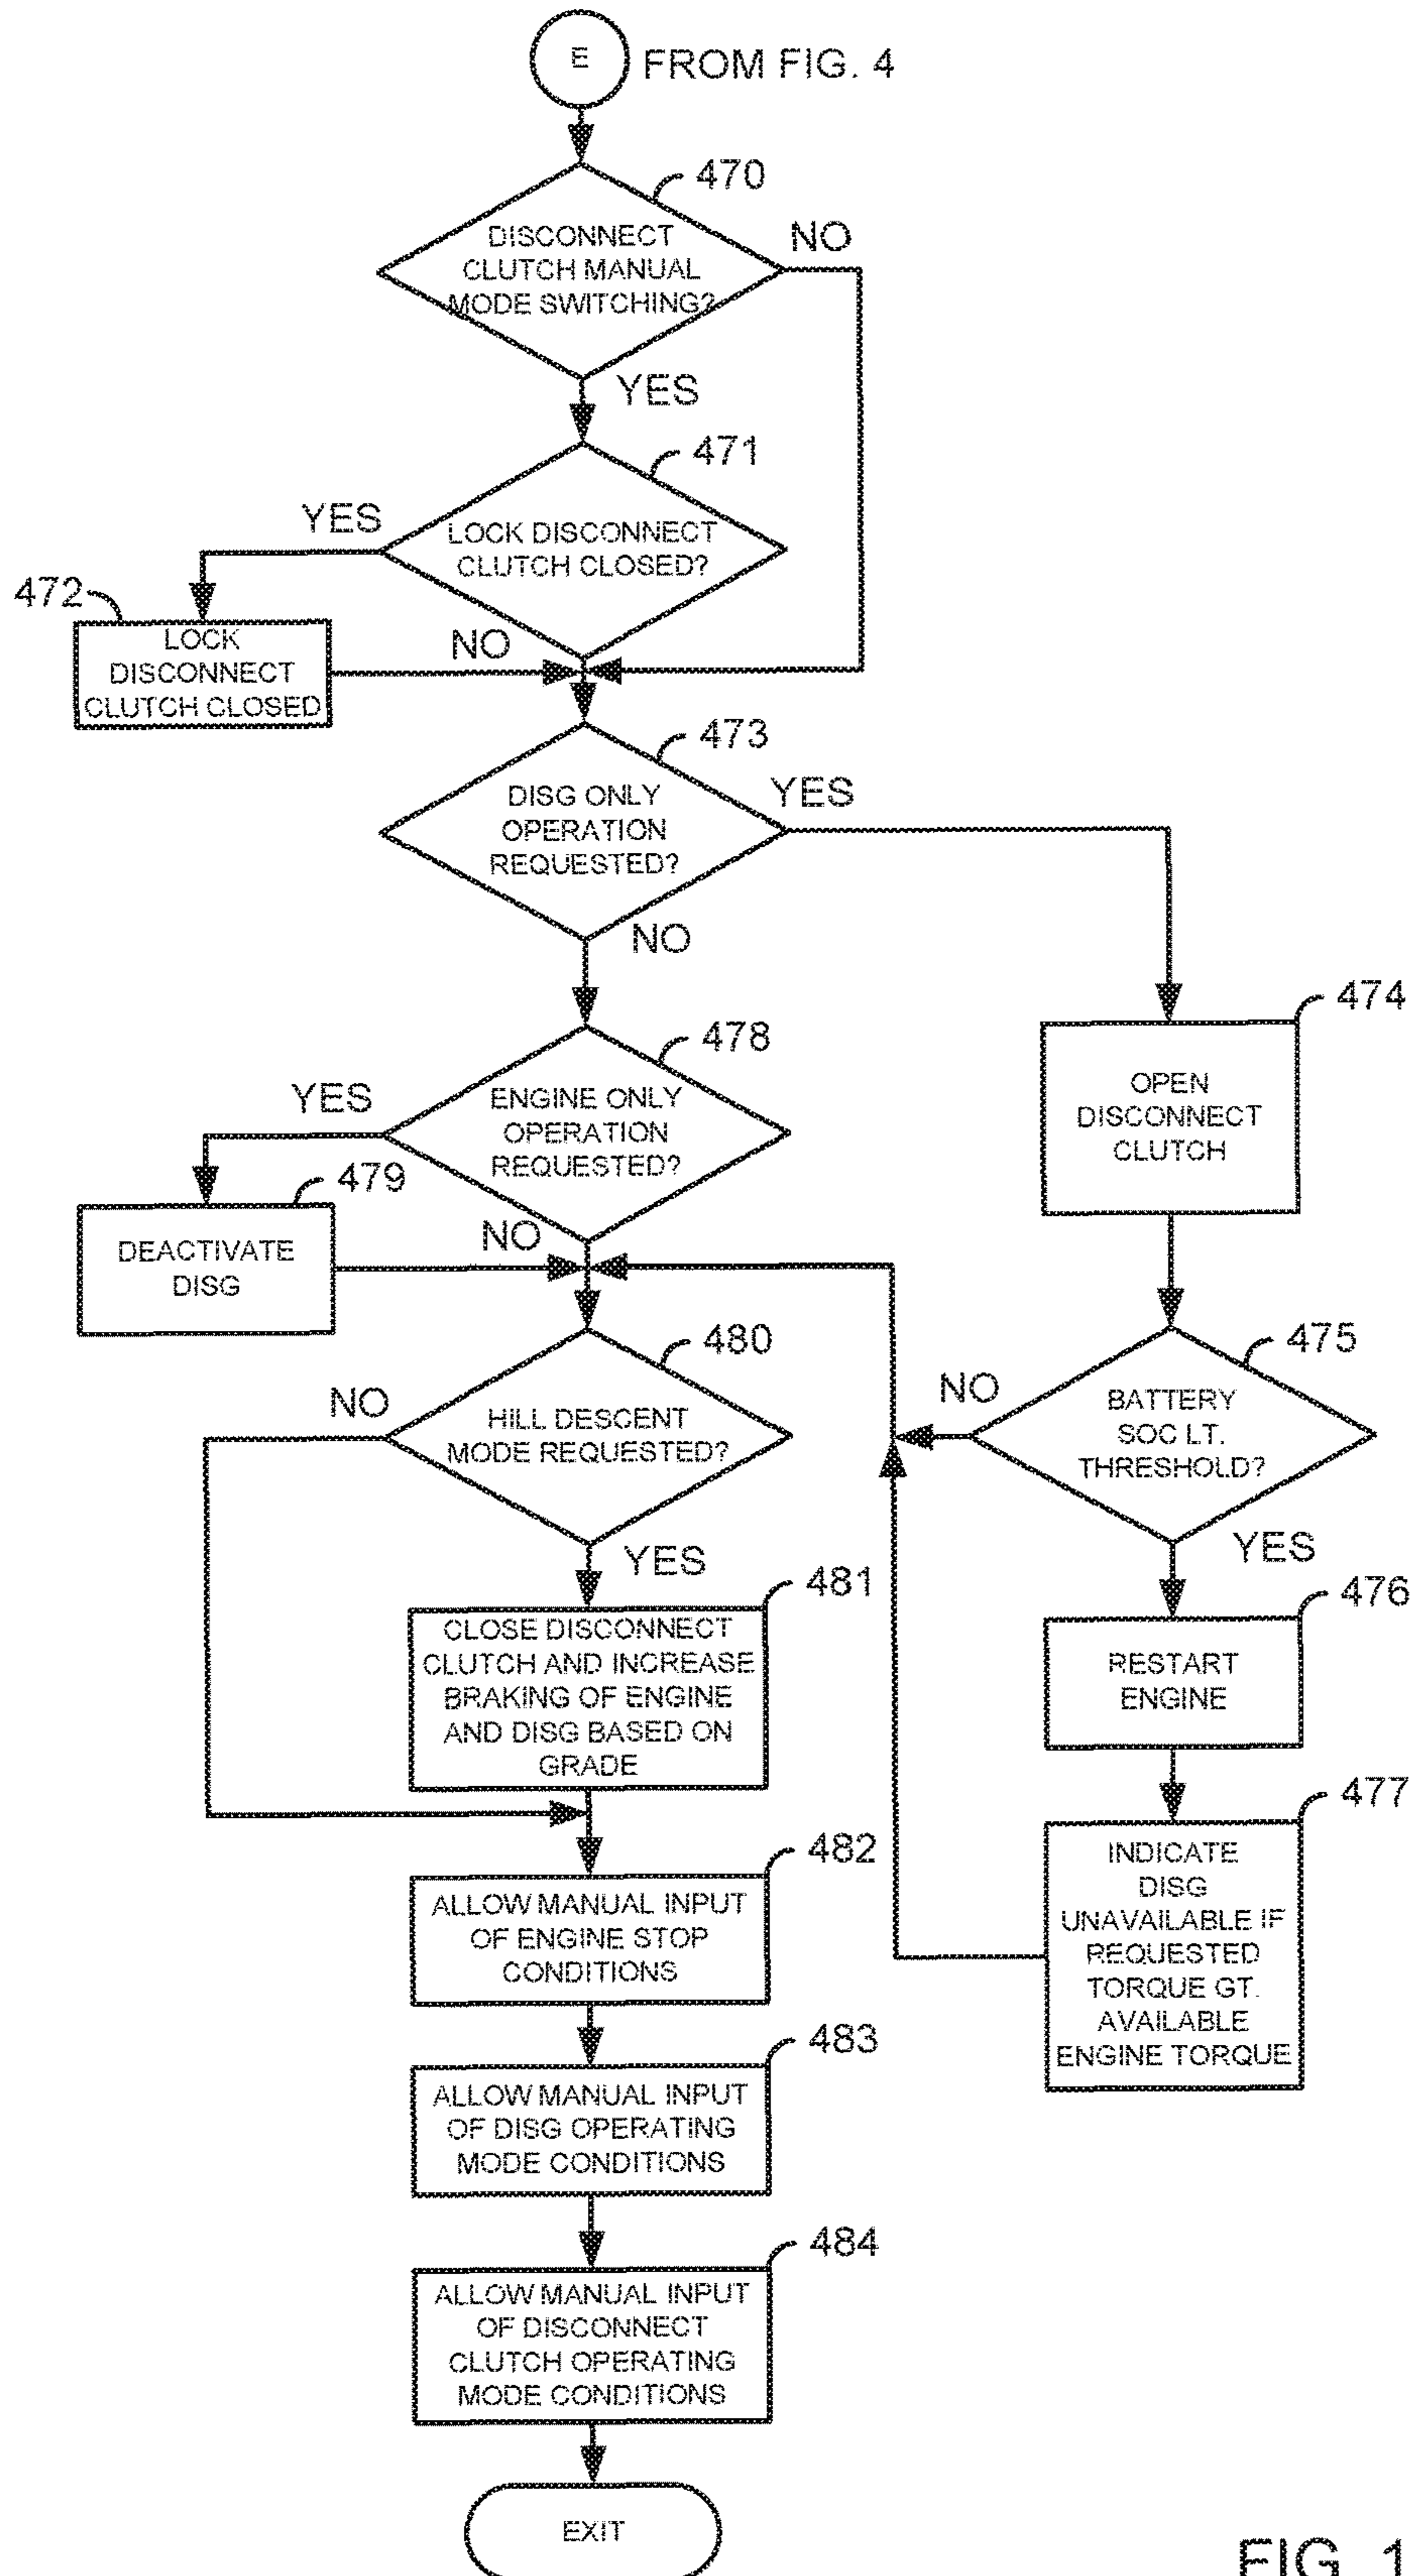 E
FROM FIG. 4
470
DISCONNECT
CLUTCH MANUAL
MODE SWITCHING?
NO
YES
471
LOCK DISCONNECT
CLUTCH CLOSED?
YES
472
LOCK
DISCONNECT
CLUTCH CLOSED
NO
473
DISG ONLY
OPERATION
REQUESTED?
YES
NO
474
OPEN
DISCONNECT
CLUTCH
478
ENGINE ONLY
OPERATION
REQUESTED?
YES
479
DEACTIVATE
DISG
NO
475
BATTERY
SOC LT.
THRESHOLD?
NO
YES
480
HILL DESCENT
MODE REQUESTED?
NO
YES
476
RESTART
ENGINE
481
CLOSE DISCONNECT
CLUTCH AND INCREASE
BRAKING OF ENGINE
AND DISG BASED ON
GRADE
477
INDICATE
DISG
UNAVAILABLE IF
REQUESTED
TORQUE GT.
AVAILABLE
ENGINE TORQUE
482
ALLOW MANUAL INPUT
OF ENGINE STOP
CONDITIONS
483
ALLOW MANUAL INPUT
OF DISG OPERATING
MODE CONDITIONS
484
ALLOW MANUAL INPUT
OF DISCONNECT
CLUTCH OPERATING
MODE CONDITIONS
EXIT
FIG. 1